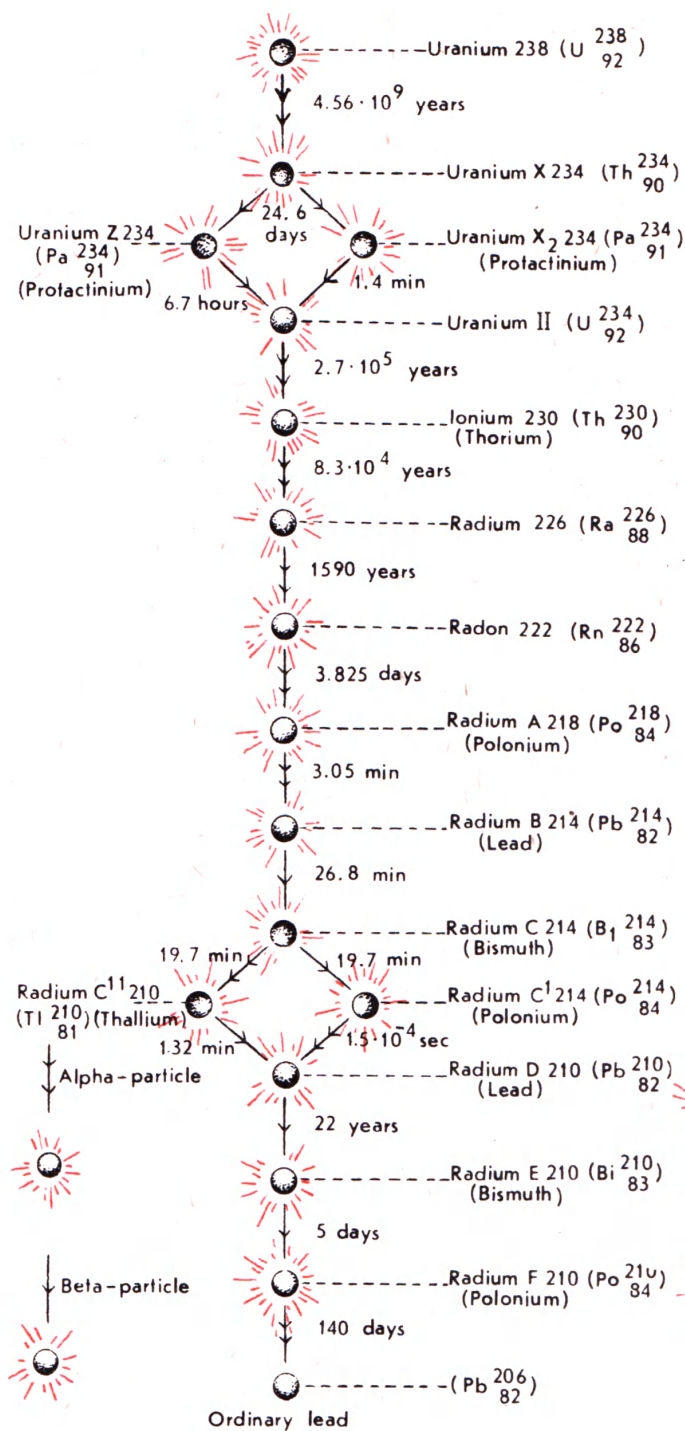 Uranium 238 (U 238 92
4.56·10⁹ years
Uranium X 234 (Th 234 90
24.6 days
Uranium Z 234
(Pa 234 91)
(Protactinium)
Uranium X₂ 234 (Pa 234 91
(Protactinium)
6.7 hours
1.4 min
Uranium II (U 234 92)
2.7·10⁵ years
Ionium 230 (Th 230 90)
(Thorium)
8.3·10⁴ years
Radium 226 (Ra 226 88)
1590 years
Radon 222 (Rn 222 86)
3.825 days
Radium A 218 (Po 218 84)
(Polonium)
3.05 min
Radium B 214 (Pb 214 82)
(Lead)
26.8 min
Radium C 214 (B₁ 214 83)
(Bismuth)
19.7 min
19.7 min
Radium C¹¹ 210
(Tl 210 81) (Thallium)
Radium C¹ 214 (Po 214 84)
(Polonium)
1.32 min
1.5·10⁻⁴ sec
Alpha-particle
Radium D 210 (Pb 210 82)
(Lead)
22 years
Radium E 210 (Bi 210 83)
(Bismuth)
5 days
Beta-particle
Radium F 210 (Po 210 84)
(Polonium)
140 days
(Pb 206 82)
Ordinary lead